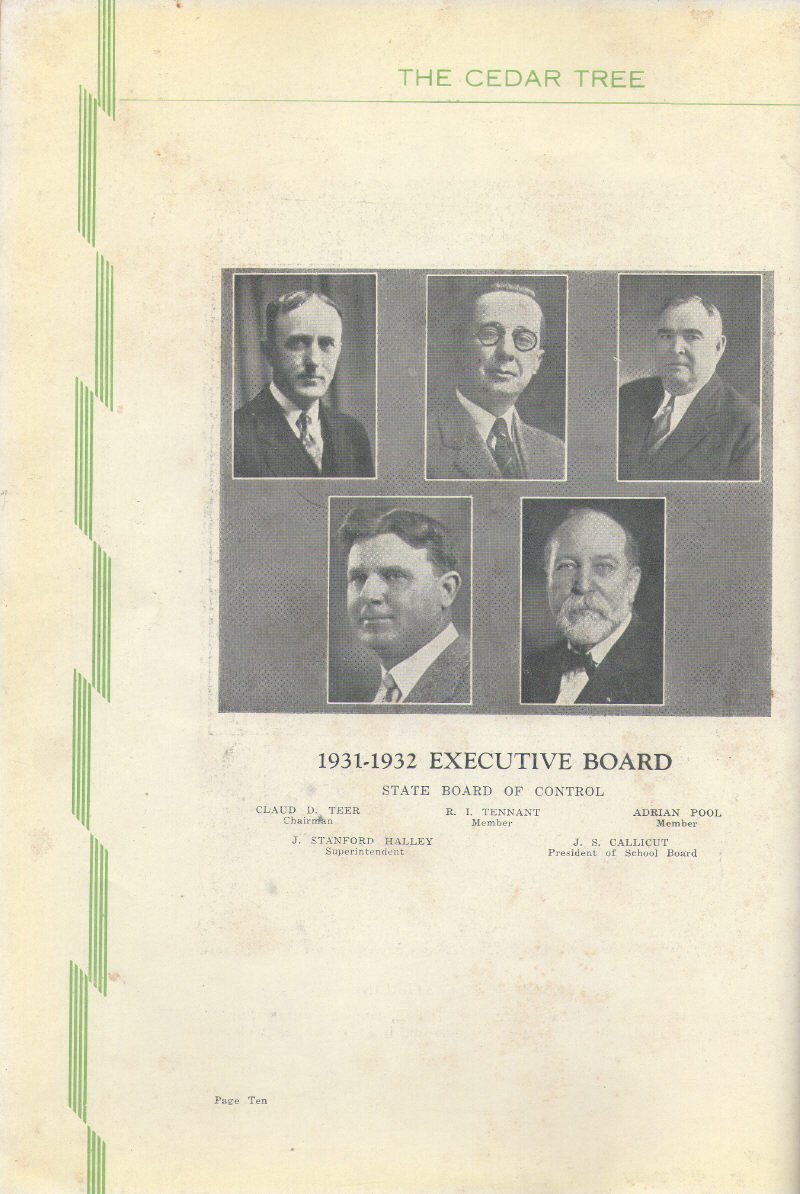 THE CEDAR TREE
1931-1932 EXECUTIVE BOARD
STATE BOARD OF CONTROL
CLAUD D. TEER R. I. TENNANT ADRIAN POOL
Chairman Member Member
J. STANFORD HALLEY J. S. CALLICUT
Superintendent President of School Board
Page Ten